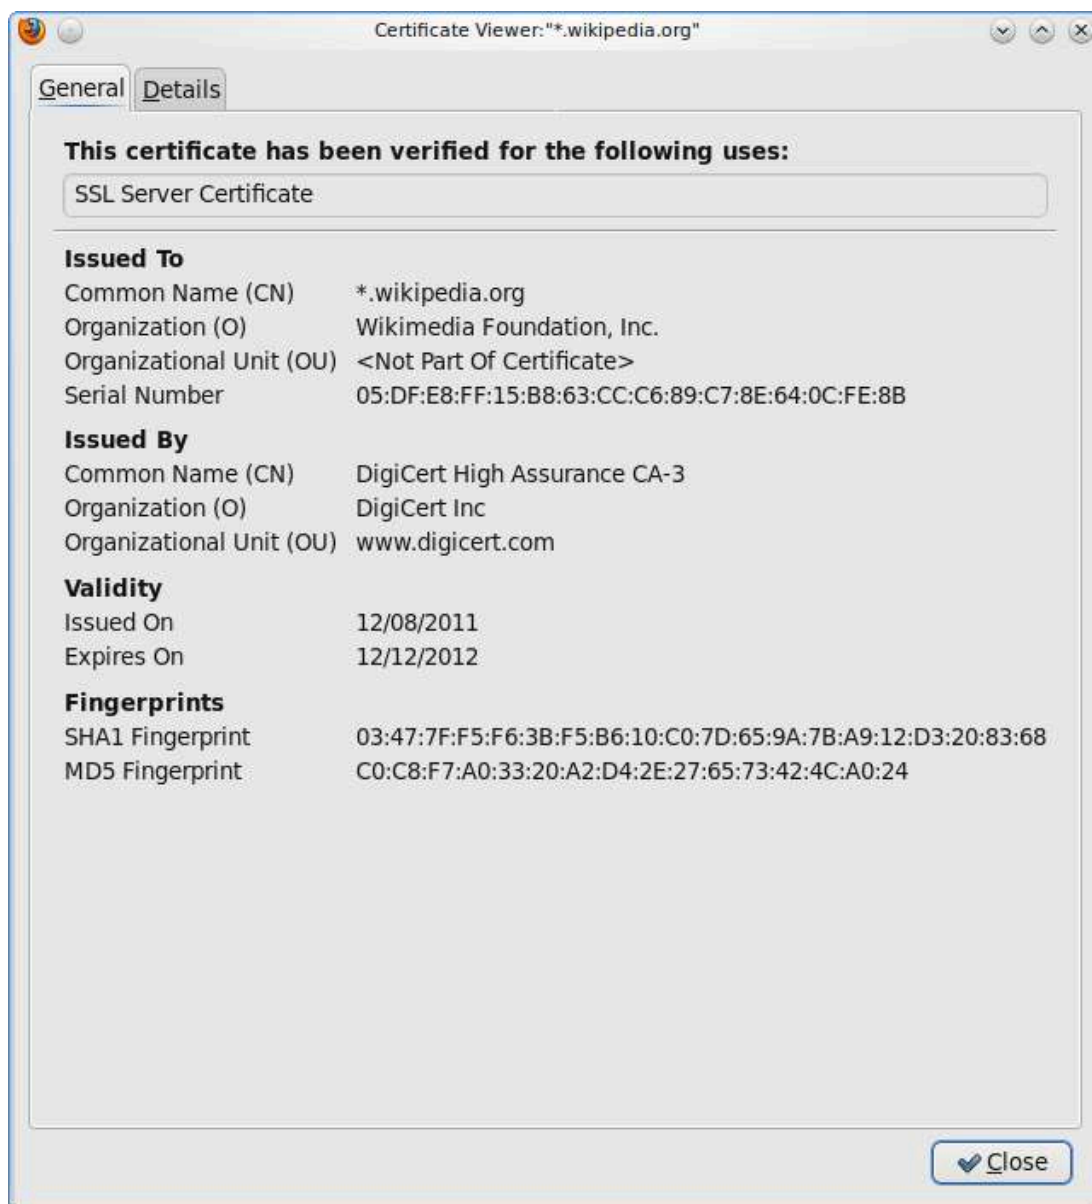 Certificate Viewer:"*.wikipedia.org"
General Details
This certificate has been verified for the following uses:
SSL Server Certificate
Issued To
Common Name (CN) *.wikipedia.org
Organization (O) Wikimedia Foundation, Inc.
Organizational Unit (OU) <Not Part Of Certificate>
Serial Number 05:DF:E8:FF:15:B8:63:CC:C6:89:C7:8E:64:0C:FE:8B
Issued By
Common Name (CN) DigiCert High Assurance CA-3
Organization (O) DigiCert Inc
Organizational Unit (OU) www.digicert.com
Validity
Issued On 12/08/2011
Expires On 12/12/2012
Fingerprints
SHA1 Fingerprint 03:47:7F:F5:F6:3B:F5:B6:10:C0:7D:65:9A:7B:A9:12:D3:20:83:68
MD5 Fingerprint C0:C8:F7:A0:33:20:A2:D4:2E:27:65:73:42:4C:A0:24
Close